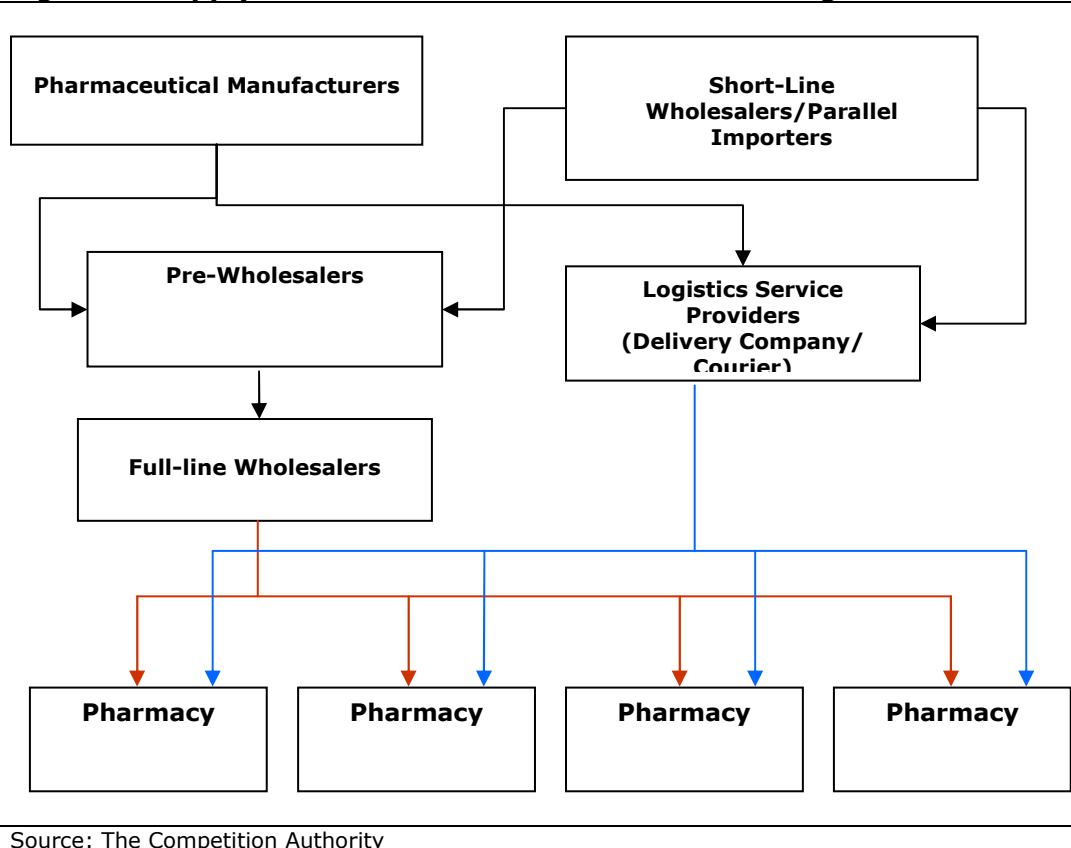 Pharmaceutical Manufacturers
Short-Line
Wholesalers/Parallel
Importers
Pre-Wholesalers
Logistics Service
Providers
(Delivery Company/
Courier)
Full-line Wholesalers
Pharmacy
Pharmacy
Pharmacy
Pharmacy
Source: The Competition Authority